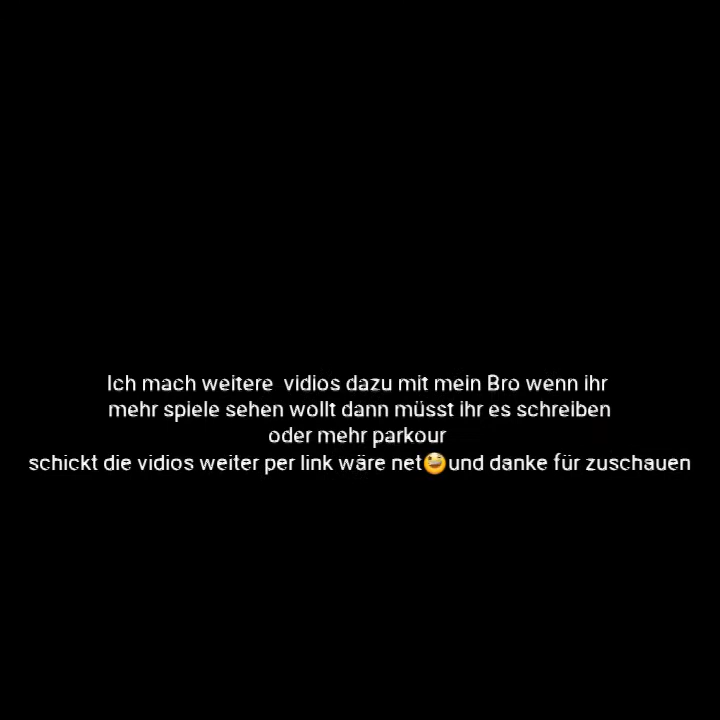 Ich mach weitere  vidios dazu mit mein Bro wenn ihr
mehr spiele sehen wollt dann müsst ihr es schreiben
oder mehr parkour
schickt die vidios weiter per link wäre net😅und danke für zuschauen